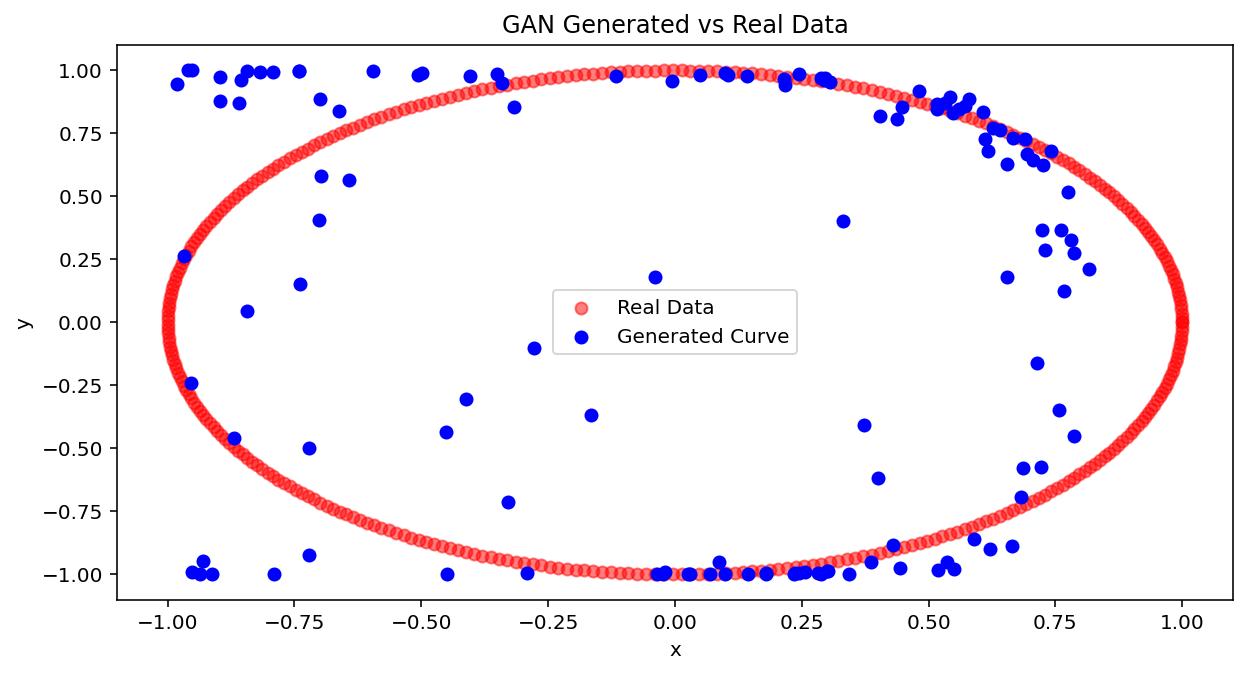 GAN Generated vs Real Data
1.00
0.75
0.50
0.25
0.00
−0.25
−0.50
−0.75
−1.00
y
Real Data
Generated Curve
−1.00 −0.75 −0.50 −0.25 0.00 0.25 0.50 0.75 1.00
x